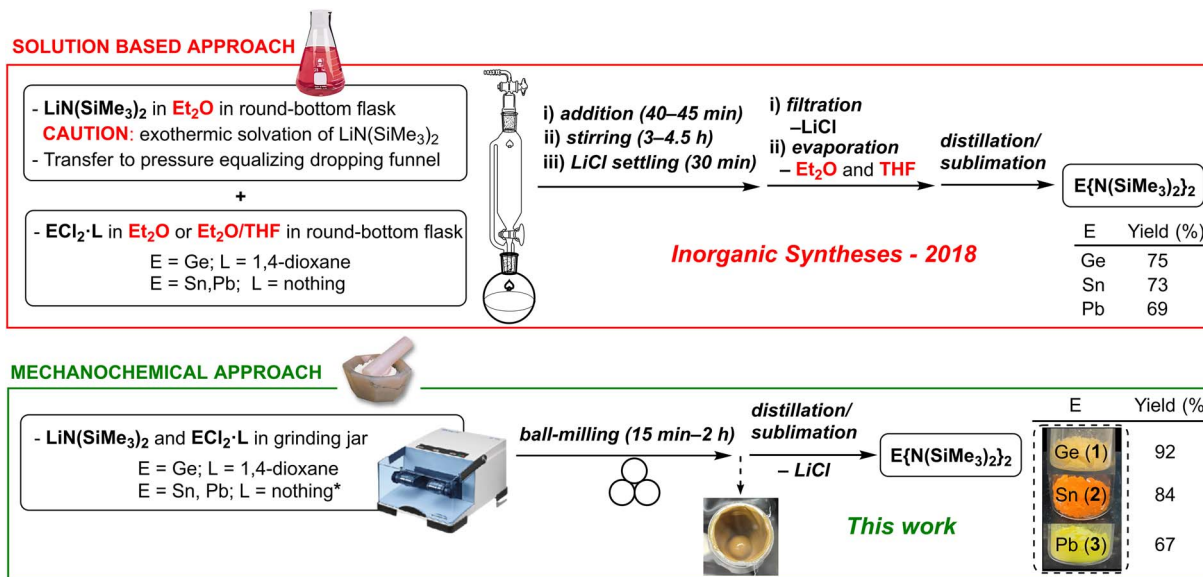 SOLUTION BASED APPROACH
- LiN(SiMe3)2 in Et2O in round-bottom flask
CAUTION: exothermic solvation of LiN(SiMe3)2
- Transfer to pressure equalizing dropping funnel
+
- ECl2·L in Et2O or Et2O/THF in round-bottom flask
E = Ge; L = 1,4-dioxane
E = Sn,Pb; L = nothing
i) addition (40–45 min)
ii) stirring (3–4.5 h)
iii) LiCl settling (30 min)
i) filtration
–LiCl
ii) evaporation
– Et2O and THF
distillation/
sublimation
E{N(SiMe3)2}2
Inorganic Syntheses - 2018
E Yield (%)
Ge 75
Sn 73
Pb 69
MECHANOCHEMICAL APPROACH
- LiN(SiMe3)2 and ECl2·L in grinding jar
E = Ge; L = 1,4-dioxane
E = Sn, Pb; L = nothing*
ball-milling (15 min–2 h)
distillation/
sublimation
– LiCl
E{N(SiMe3)2}2
This work
E Yield (%)
Ge (1) 92
Sn (2) 84
Pb (3) 67